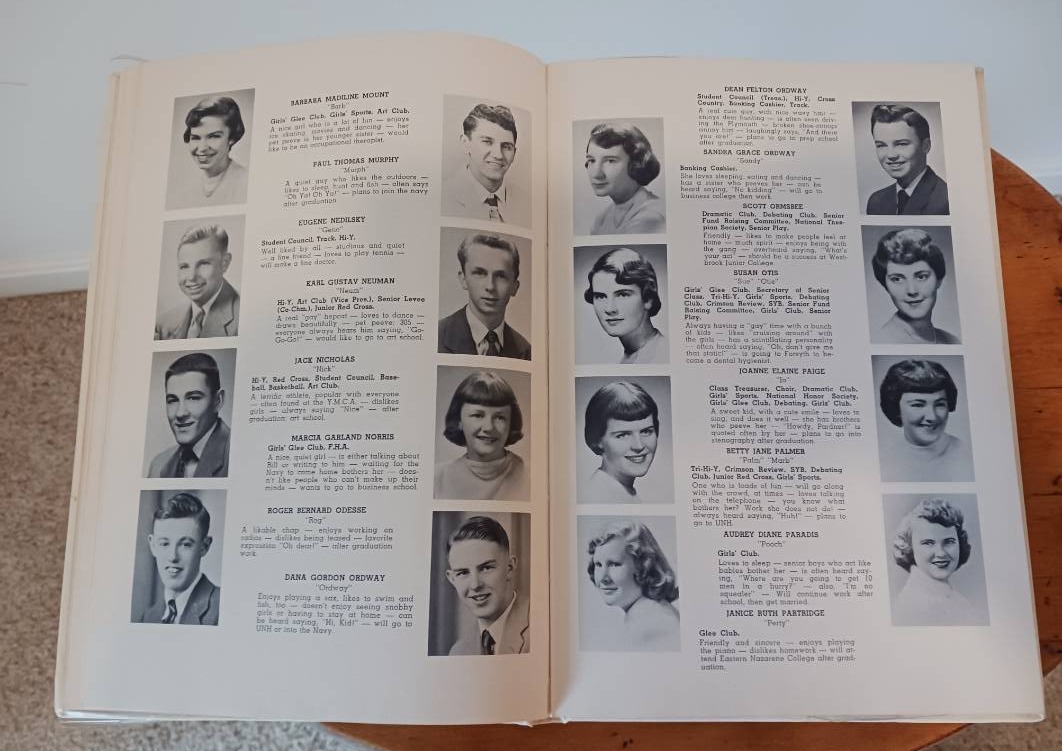 BARBARA MADILINE MOUNT
"Barb"
Girls' Glee Club, Girls' Sports, Art Club.
A nice girl who is a lot of fun — enjoys
ice skating, movies and dancing — her
pet peeve is her younger sister — would
like to be an occupational therapist.
PAUL THOMAS MURPHY
"Murph"
A quiet guy who likes the outdoors —
likes to sleep, hunt and fish — often says
"Oh Ya! Oh Ya!" — plans to join the navy
after graduation
EUGENE NEDILSKY
"Gene"
Student Council, Track, Hi-Y.
Well liked by all — studious and quiet
— a fine friend — loves to play tennis —
will make a fine doctor.
KARL GUSTAV NEUMAN
"Neum"
Hi-Y, Art Club (Vice Pres.), Senior Levee
(Co-Chm.), Junior Red Cross.
A real "gay" hepcat — loves to dance —
draws beautifully — pet peeve: 305 —
everyone always hears him saying, "Go-
Go-Go!" — would like to go to art school.
JACK NICHOLAS
"Nick"
Hi-Y, Red Cross, Student Council, Base-
ball, Basketball, Art Club.
A terrific athlete, popular with everyone
— often found at the Y.M.C.A. — dislikes
girls — always saying "Nice" — after
graduation: art school.
MARCIA GARLAND NORRIS
Girls' Glee Club, F.H.A.
A nice, quiet girl — is either talking about
Bill or writing to him — waiting for the
Navy to come home bothers her — does-
n't like people who can't make up their
minds — wants to go to business school.
ROGER BERNARD ODESSE
"Rog"
A likable chap — enjoys working on
radios — dislikes being teased — favorite
expression "Oh dear!" — after graduation
work.
DANA GORDON ORDWAY
"Ordway"
Enjoys playing a sax, likes to swim and
fish, too — doesn't enjoy seeing snobby
girls or having to stay at home — can
be heard saying, "Hi, Kid!" — will go to
UNH or into the Navy.
DEAN FELTON ORDWAY
Student Council (Treas.), Hi-Y, Cross
Country, Banking Cashier, Track.
A real cute guy, with nice wavy hair —
enjoys deer hunting — is often seen driv-
ing the Plymouth — broken shoe-strings
annoy him — laughingly says, "And there
you are!" — plans to go to prep school
after graduation.
SANDRA GRACE ORDWAY
"Sandy"
Banking Cashier.
She loves sleeping, eating and dancing —
has a sister who peeves her — can be
heard saying, "No kidding" — will go to
business college then work.
SCOTT ORMSBEE
Dramatic Club, Debating Club, Senior
Fund Raising Committee, National Thes-
pian Society, Senior Play.
Friendly — likes to make people feel at
home — much spirit — enjoys being with
the gang — overheard saying, "What's
your act" — should be a success at West-
brook Junior College.
SUSAN OTIS
"Sue" "Otie"
Girls' Glee Club, Secretary of Senior
Class, Tri-Hi-Y, Girls' Sports, Debating
Club, Crimson Review, SYB, Senior Fund
Raising Committee, Girls' Club, Senior
Play.
Always having a "gay" time with a bunch
of kids — likes "cruising around" with
the girls — has a scintillating personality
— often heard saying, "Oh, don't give me
that static!" — is going to Forsyth to be-
come a dental hygienist.
JOANNE ELAINE PAIGE
"Jo"
Class Treasurer, Choir, Dramatic Club,
Girls' Sports, National Honor Society,
Girls' Glee Club, Debating, Girls' Club.
A sweet kid, with a cute smile — loves to
sing, and does it well — she has brothers
who peeve her — "Howdy, Pardner!" is
quoted often by her — plans to go into
stenography after graduation.
BETTY JANE PALMER
"Palm" "Marb"
Tri-Hi-Y, Crimson Review, SYB, Debating
Club, Junior Red Cross, Girls' Sports.
One who is loads of fun — will go along
with the crowd, at times — loves talking
on the telephone — you know what
bothers her? Work she does not do! —
always heard saying, "Huh!" — plans to
go to UNH.
AUDREY DIANE PARADIS
"Pooch"
Girls' Club.
Loves to sleep — senior boys who act like
babies bother her — is often heard say-
ing, "Where are you going to get 10
men in a hurry?" — also, "I'm no
squealer" — Will continue work after
school, then get married.
JANICE RUTH PARTRIDGE
"Party"
Glee Club.
Friendly and sincere — enjoys playing
the piano — dislikes homework — will at-
tend Eastern Nazarene College after grad-
uation.